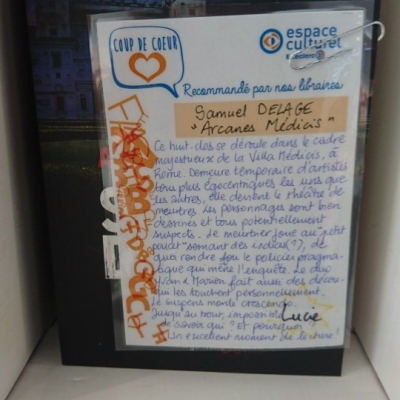 COUP DE COEUR
espace
culturel
E.Leclerc
Recommandé par nos libraires
Samuel DELAGE
"Arcanes Médicis"
Ce huit-clos se déroule dans le cadre
majestueux de la Villa Médicis, à
Rome. Demeure temporaire d'artistes
tous plus égocentriques les uns que
les autres, elle devient le théâtre de
meurtres. Les personnages sont bien
dessinés et tous potentiellement
suspects. Le meurtrier joue au petit
poucet "semant des indices(?), de
quoi rendre fou le policier pragma-
tique qui mène l'enquête. Le duo
et Marion fait aussi des décou-
qui les touchent personnellement.
Le suspens monte crescendo.
Jusqu'au bout, impossible
de savoir qui? Et pourquoi?
Lucie
Un excellent moment de lecture!